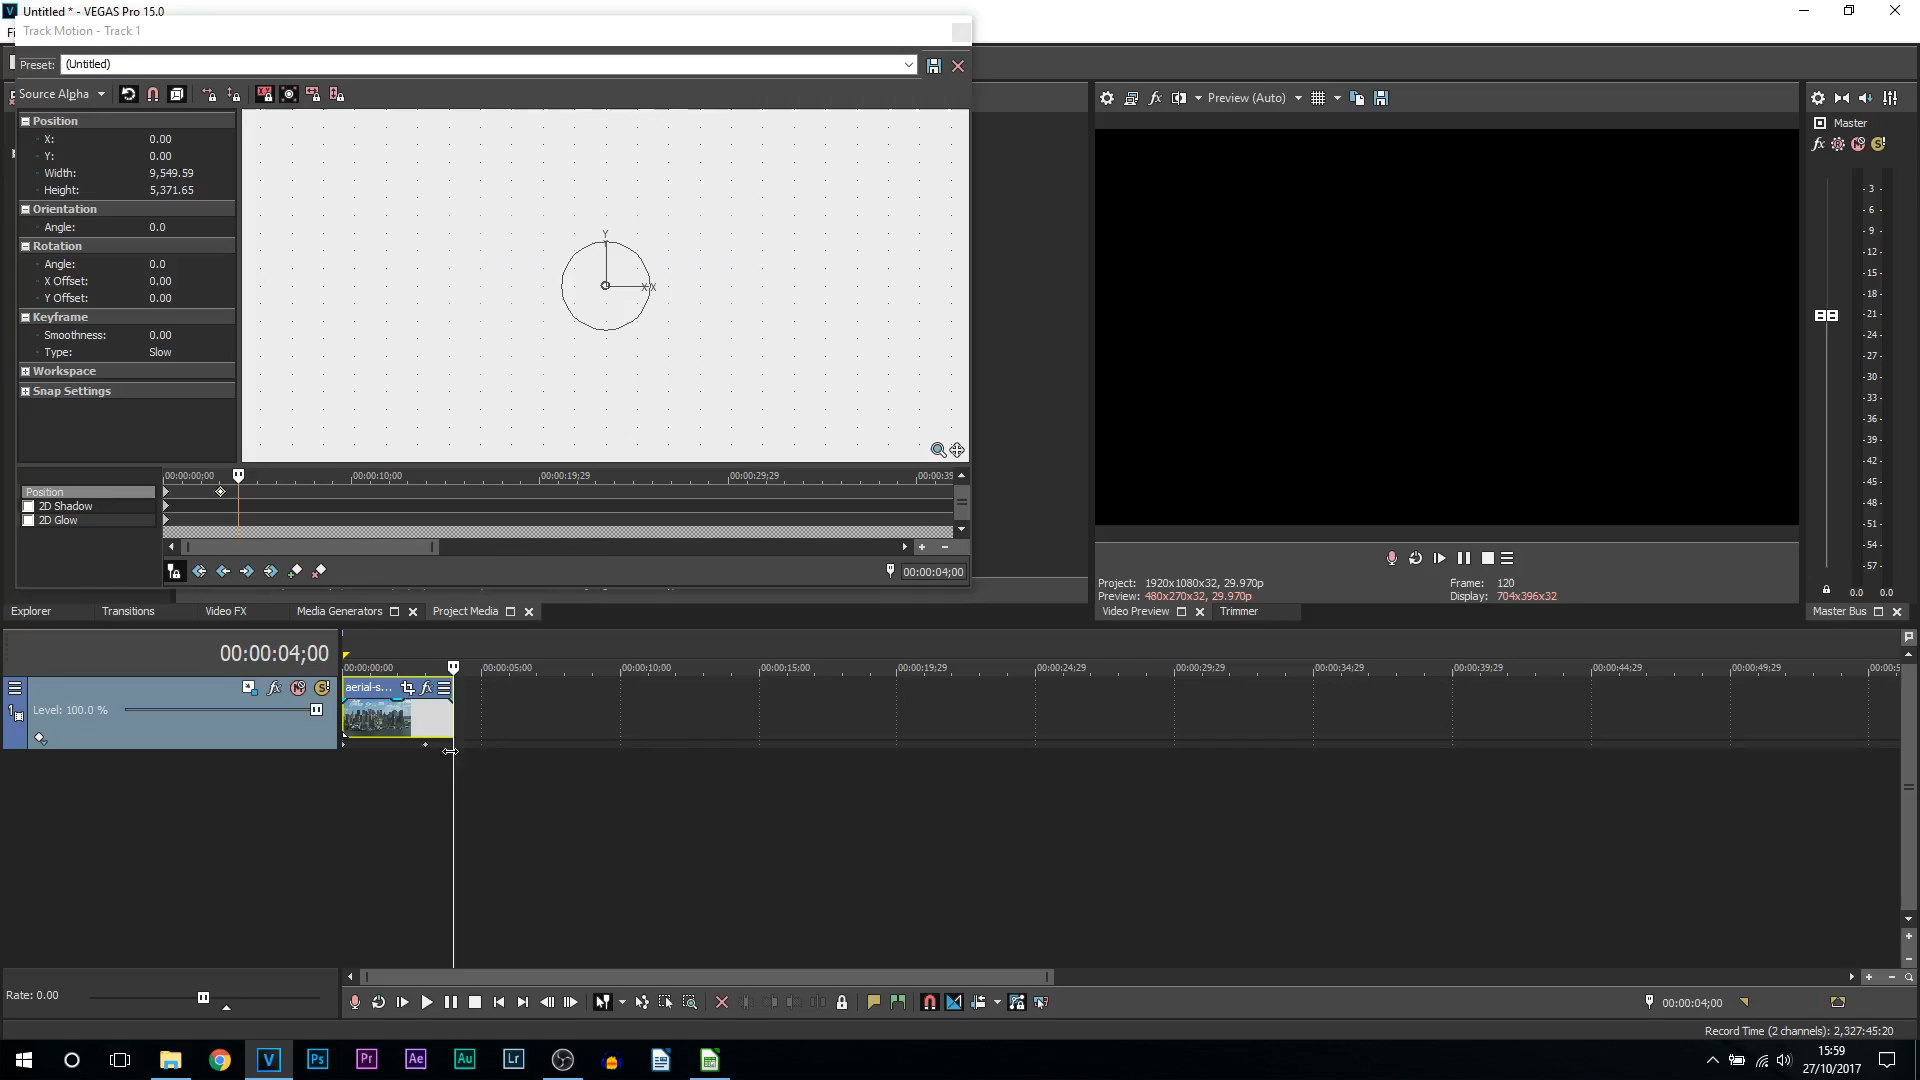 Untitled * - VEGAS Pro 15.0
Track Motion - Track 1
Preset: (Untitled)
Source Alpha
Position
X: 0.00
Y: 0.00
Width: 9,549.59
Height: 5,371.65
Orientation
Angle: 0.0
Rotation
Angle: 0.0
X Offset: 0.00
Y Offset: 0.00
Keyframe
Smoothness: 0.00
Type: Slow
Workspace
Snap Settings
Y
X X
00:00:00;00 00:00:10;00 00:00:19;29 00:00:29;29 00:00:39
Position
2D Shadow
2D Glow
00:00:04;00
Preview (Auto)
Project: 1920x1080x32, 29.970p
Preview: 480x270x32, 29.970p
Frame: 120
Display: 704x396x32
Master
- 3 -
- 6 -
- 9 -
-12-
-15-
-18-
-21-
-24-
-27-
-30-
-33-
-36-
-39-
-42-
-45-
-48-
-51-
-54-
-57-
0.0 0.0
Explorer Transitions Video FX Media Generators Project Media Video Preview Trimmer Master Bus
00:00:04;00
00:00:00;00 00:00:05;00 00:00:10;00 00:00:15;00 00:00:19;29 00:00:24;29 00:00:29;29 00:00:34;29 00:00:39;29 00:00:44;29 00:00:49;29 00:00:5
aerial-s...
1
Level: 100.0 %
Rate: 0.00
00:00:04;00
Record Time (2 channels): 2,327:45:20
V Ps Pr Ae Au Lr
15:59
27/10/2017